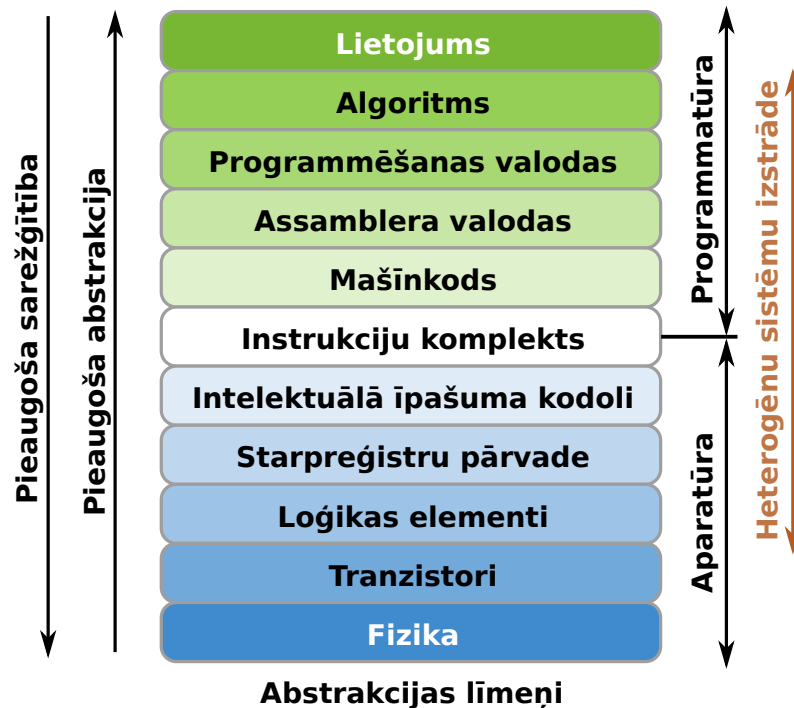 Lietojums
Algoritms
Programmēšanas valodas
Assamblera valodas
Mašīnkods
Instrukciju komplekts
Intelektuālā īpašuma kodoli
Starpreģistru pārvade
Loģikas elementi
Tranzistori
Fizika
Abstrakcijas līmeņi
Pieaugoša sarežģītība
Pieaugoša abstrakcija
Programmatūra
Aparatūra
Heterogēnu sistēmu izstrāde